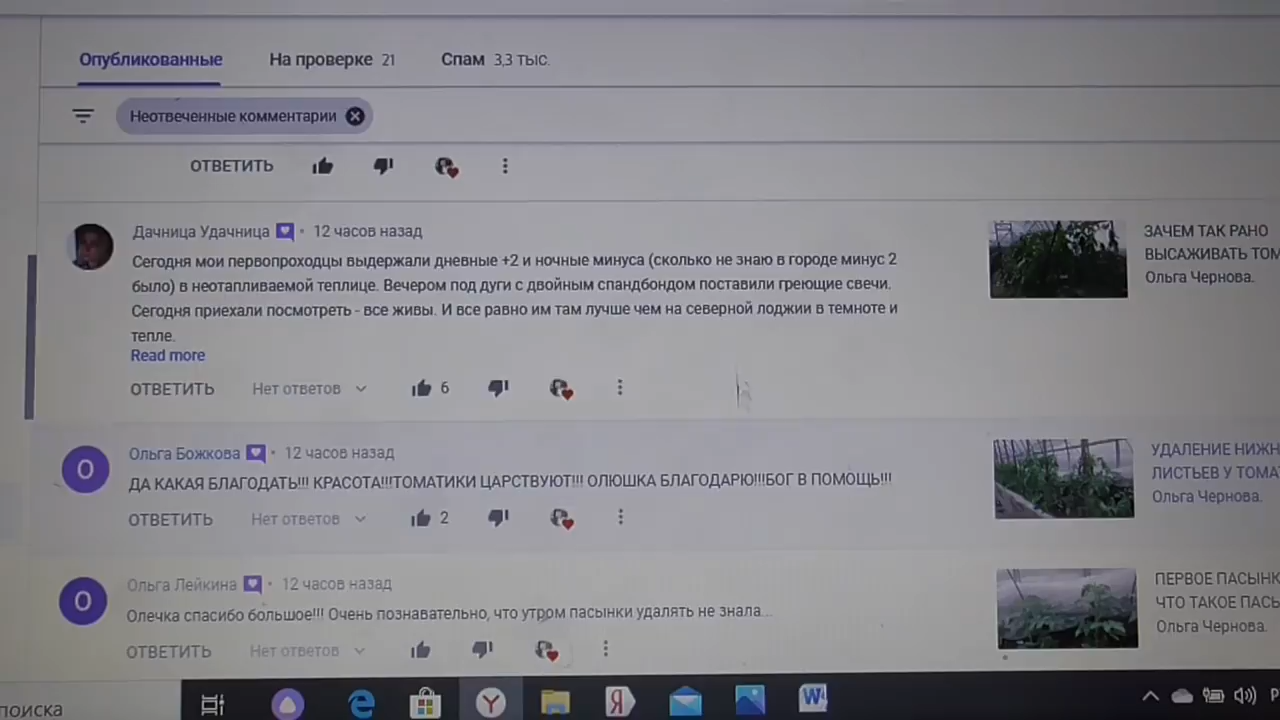 Опубликованные
На проверке 21
Спам 3,3 тыс.
Неотвеченные комментарии
ОТВЕТИТЬ
Дачница Удачница • 12 часов назад
Сегодня мои первопроходцы выдержали дневные +2 и ночные минуса (сколько не знаю в городе минус 2
было) в неотапливаемой теплице. Вечером под дуги с двойным спандбондом поставили греющие свечи.
Сегодня приехали посмотреть - все живы. И все равно им там лучше чем на северной лоджии в темноте и
тепле.
Read more
ОТВЕТИТЬ Нет ответов 6
ЗАЧЕМ ТАК РАНО
ВЫСАЖИВАТЬ ТОМ
Ольга Чернова.
О
Ольга Божкова • 12 часов назад
ДА КАКАЯ БЛАГОДАТЬ!!! КРАСОТА!!!ТОМАТИКИ ЦАРСТВУЮТ!!! ОЛЮШКА БЛАГОДАРЮ!!!БОГ В ПОМОЩЬ!!!
ОТВЕТИТЬ Нет ответов 2
УДАЛЕНИЕ НИЖН
ЛИСТЬЕВ У ТОМА
Ольга Чернова.
О
Ольга Лейкина • 12 часов назад
Олечка спасибо большое!!! Очень познавательно, что утром пасынки удалять не знала...
ОТВЕТИТЬ Нет ответов
ПЕРВОЕ ПАСЫНК
ЧТО ТАКОЕ ПАСЬ
Ольга Чернова.
поиска
Р